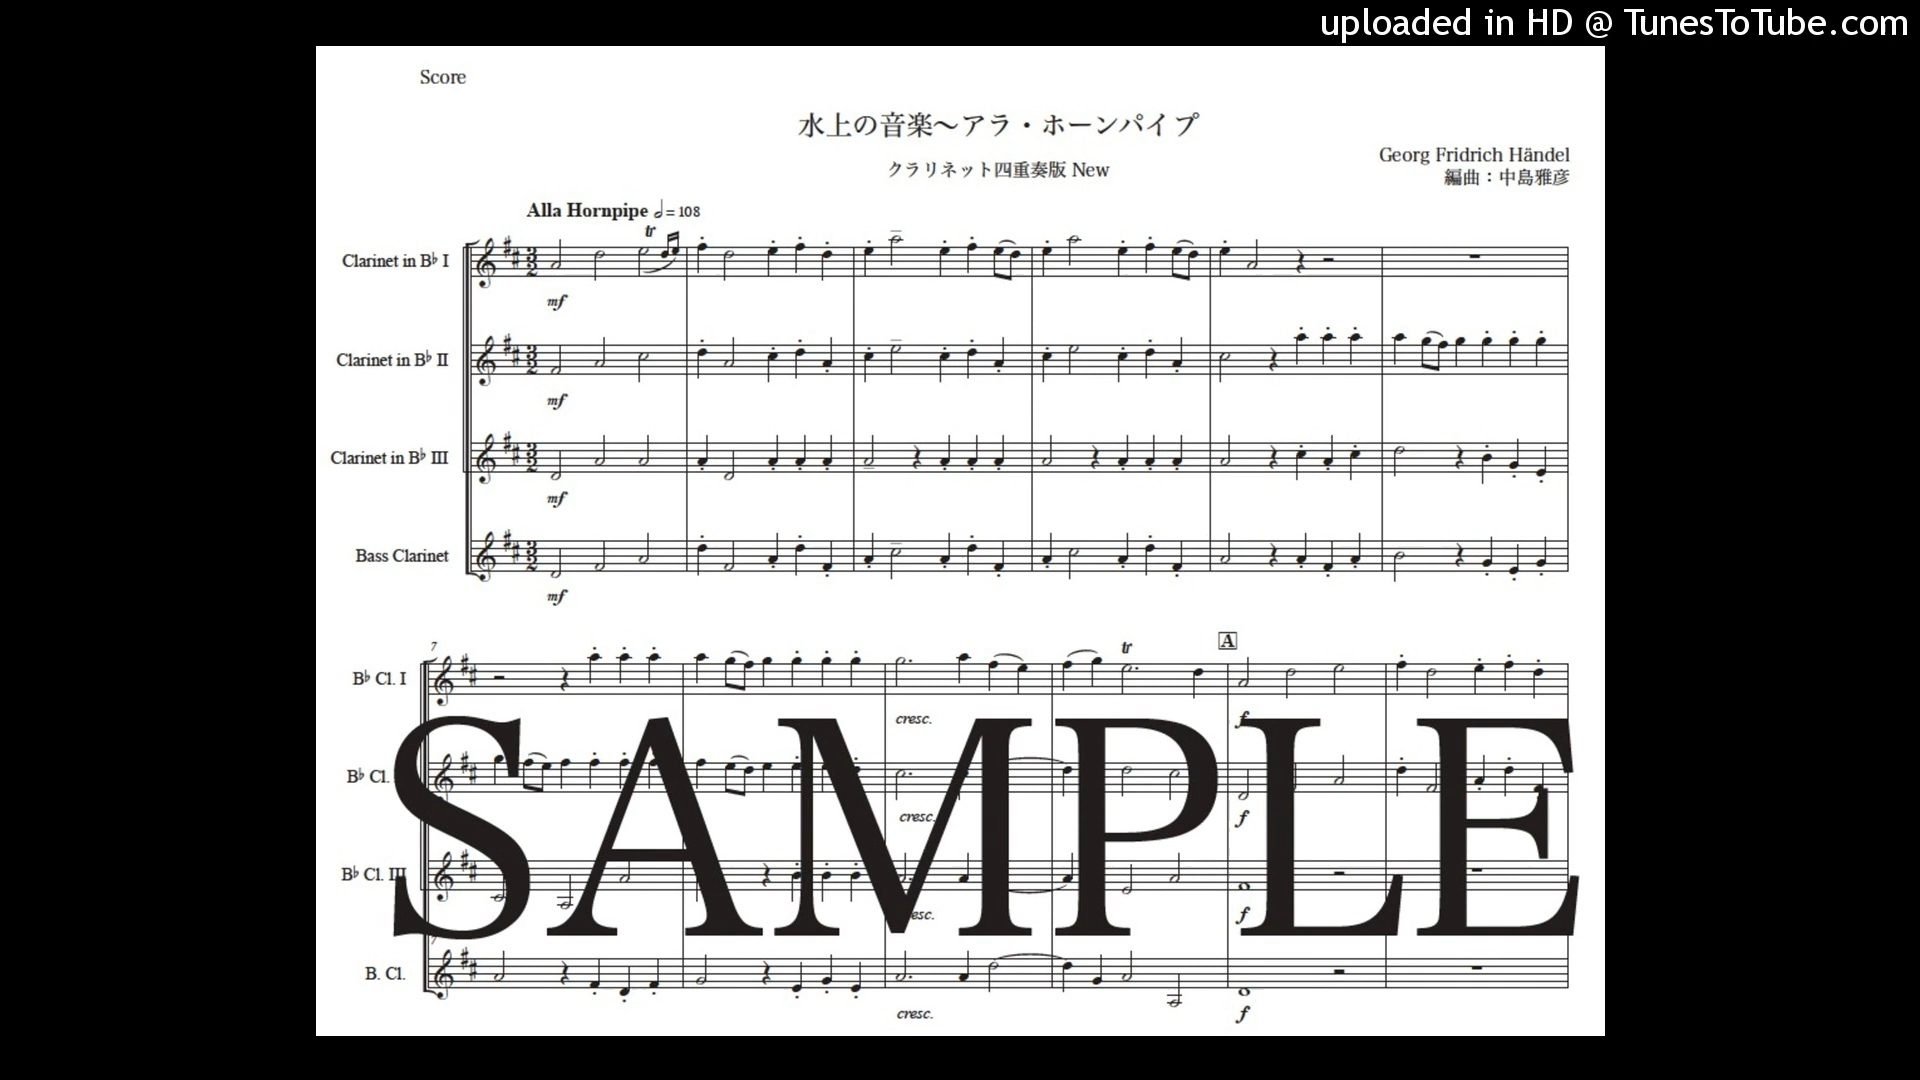 uploaded in HD @ TunesToTube.com
Score
水上の音楽～アラ・ホーンパイプ
クラリネット四重奏版 New
Georg Fridrich Händel
編曲：中島雅彦
Alla Hornpipe 𝅗𝅥 = 108
tr
Clarinet in B♭ I
mf
Clarinet in B♭ II
mf
Clarinet in B♭ III
mf
Bass Clarinet
mf
7
tr
A
B♭ Cl. I
cresc.
f
SAMPLE
B♭ Cl.
cresc.
f
B♭ Cl. III
esc.
f
7
B. Cl.
cresc.
f